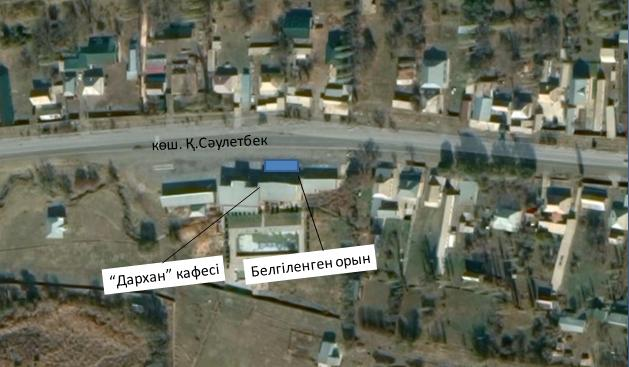 көш. Қ.Сәулетбек
“Дархан” кафесі
Белгіленген орын